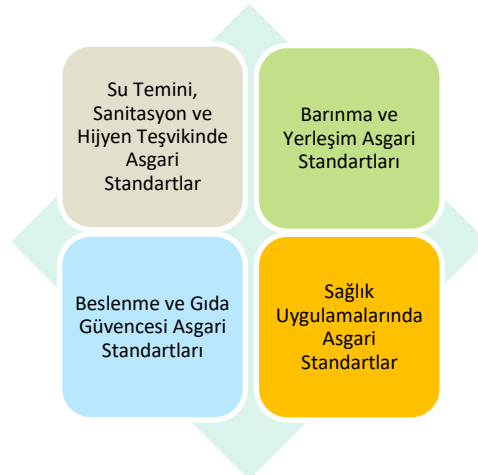 Su Temini,
Sanitasyon ve
Hijyen Teşvikinde
Asgari
Standartlar
Barınma ve
Yerleşim Asgari
Standartları
Beslenme ve Gıda
Güvencesi Asgari
Standartları
Sağlık
Uygulamalarında
Asgari
Standartlar